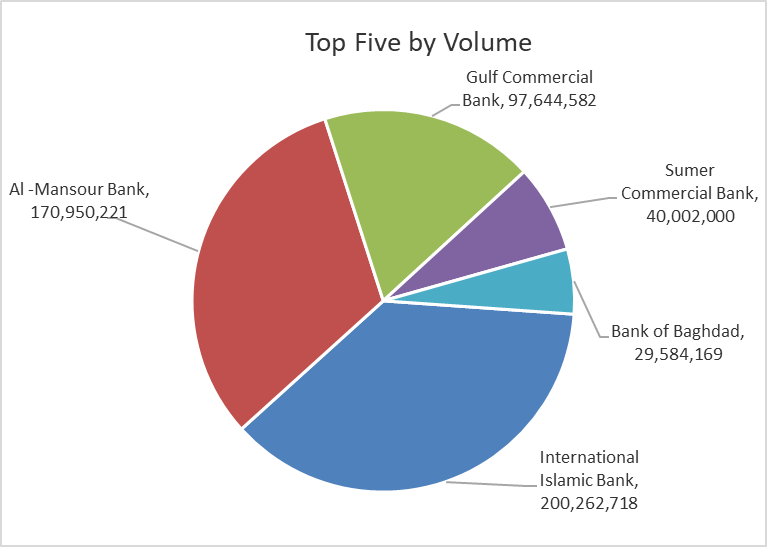 Top Five by Volume
Gulf Commercial
Bank, 97,644,582
Sumer
Commercial Bank,
40,002,000
Al -Mansour Bank,
170,950,221
Bank of Baghdad,
29,584,169
International
Islamic Bank,
200,262,718